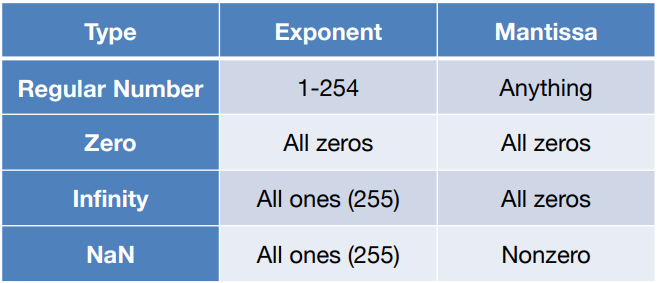 Type Exponent Mantissa
Regular Number 1-254 Anything
Zero All zeros All zeros
Infinity All ones (255) All zeros
NaN All ones (255) Nonzero